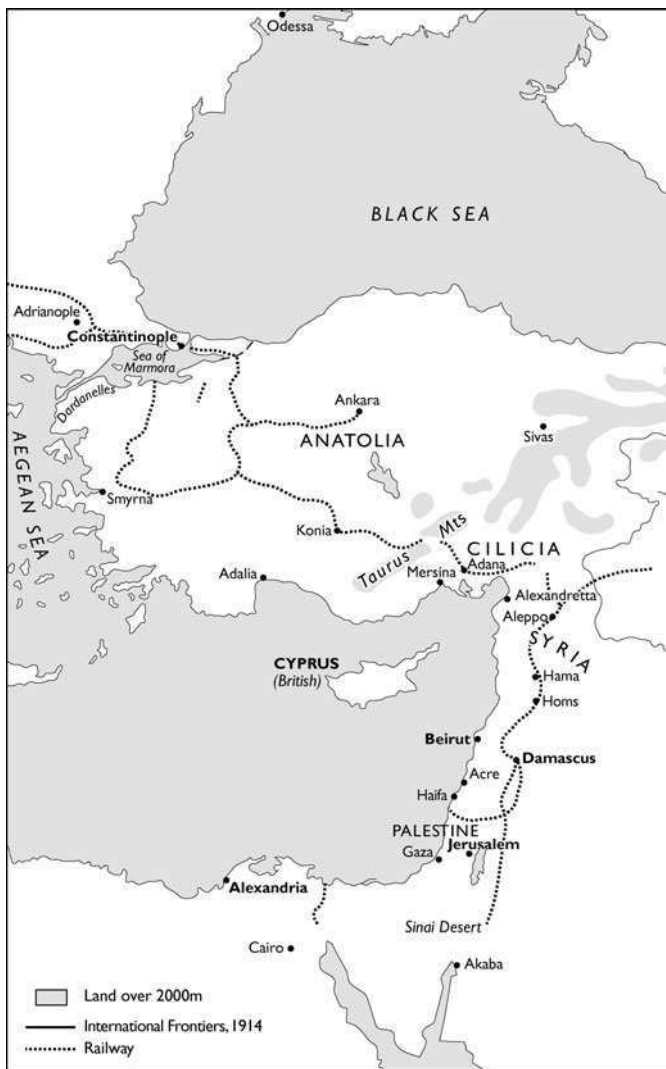 Odessa
BLACK SEA
Adrianople
Constantinople
Sea of
Marmora
Dardanelles
Ankara
Sivas
ANATOLIA
AEGEAN SEA
Smyrna
Konia
Taurus Mts
CILICIA
Adana
Adalia
Mersina
Alexandretta
Aleppo
SYRIA
CYPRUS
(British)
Hama
Homs
Beirut
Damascus
Acre
Haifa
PALESTINE
Jerusalem
Gaza
Alexandria
Sinai Desert
Cairo
Akaba
Land over 2000m
International Frontiers, 1914
Railway